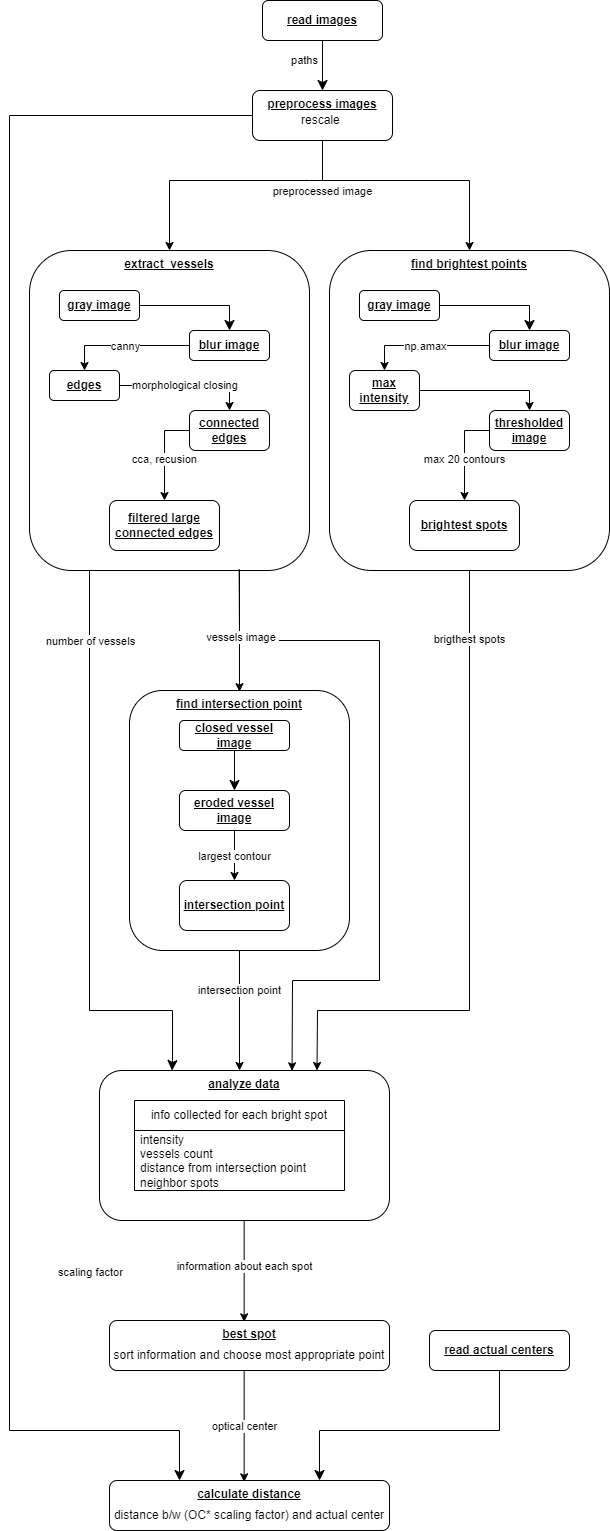 read images
paths
preprocess images
rescale
preprocessed image
extract  vessels
gray image
blur image
canny
edges
morphological closing
connected
edges
cca, recusion
filtered large
connected edges
find brightest points
gray image
blur image
np.amax
max
intensity
thresholded
image
max 20 contours
brightest spots
number of vessels
vessels image
brigthest spots
find intersection point
closed vessel
image
eroded vessel
image
largest contour
intersection point
intersection point
analyze data
info collected for each bright spot
intensity
vessels count
distance from intersection point
neighbor spots
scaling factor
information about each spot
best spot
sort information and choose most appropriate point
read actual centers
optical center
calculate distance
distance b/w (OC* scaling factor) and actual center